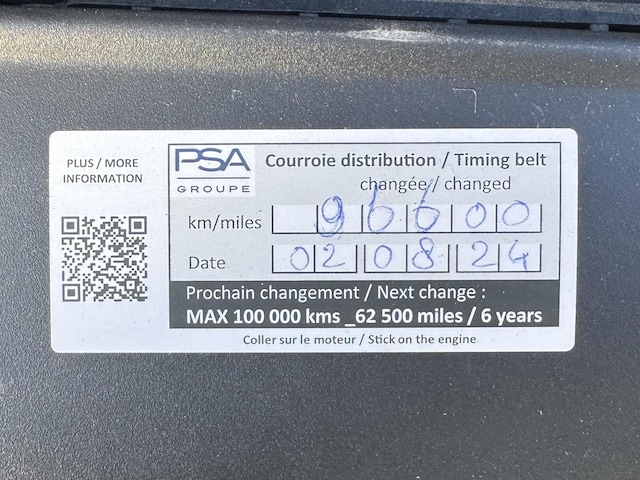 PLUS / MORE
INFORMATION
PSA
GROUPE
Courroie distribution / Timing belt
changée / changed
km/miles 96600
Date 02 08 24
Prochain changement / Next change :
MAX 100 000 kms _62 500 miles / 6 years
Coller sur le moteur / Stick on the engine